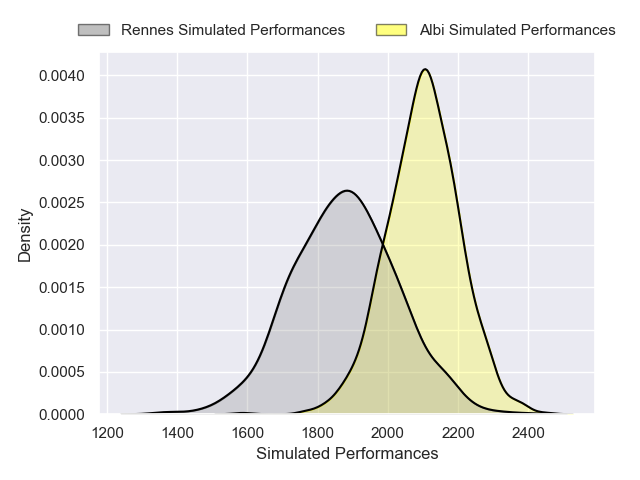 Rennes Simulated Performances
Albi Simulated Performances
0.0040
0.0035
0.0030
0.0025
0.0020
0.0015
0.0010
0.0005
0.0000
Density
1200 1400 1600 1800 2000 2200 2400
Simulated Performances